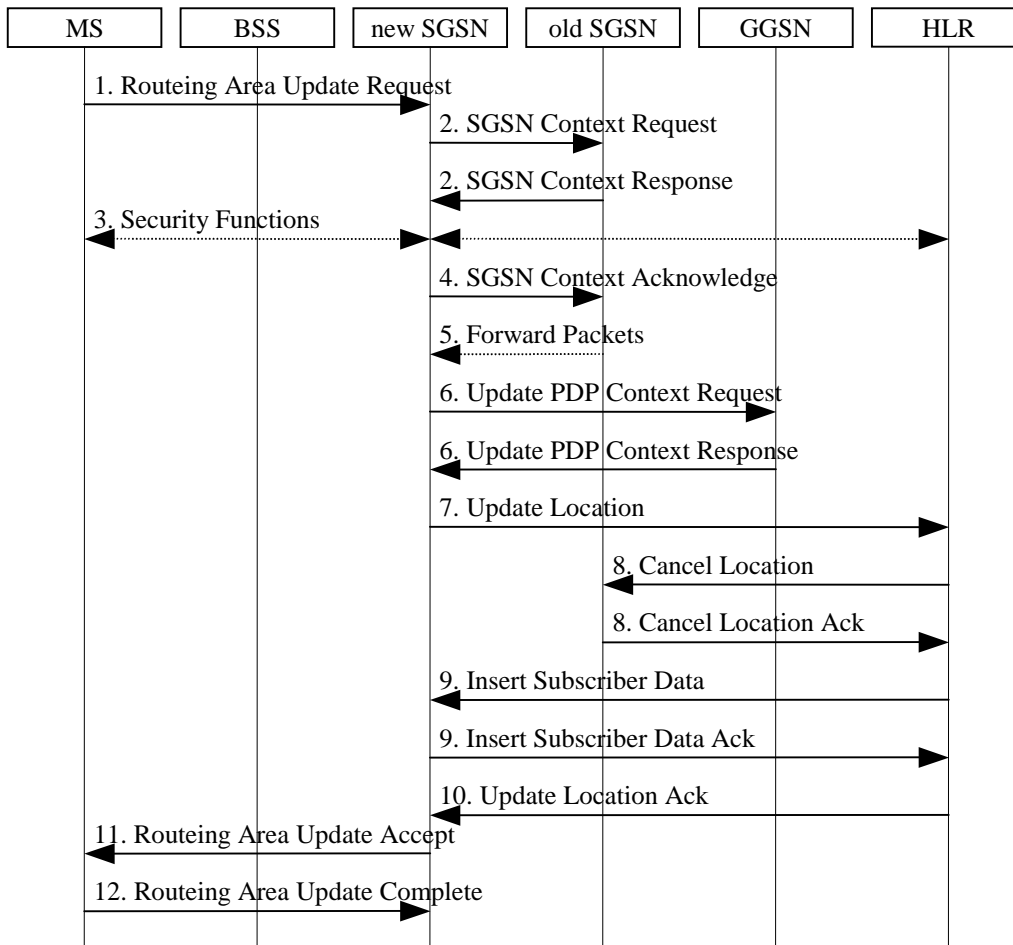 MS BSS new SGSN old SGSN GGSN HLR
1. Routeing Area Update Request
2. SGSN Context Request
2. SGSN Context Response
3. Security Functions
4. SGSN Context Acknowledge
5. Forward Packets
6. Update PDP Context Request
6. Update PDP Context Response
7. Update Location
8. Cancel Location
8. Cancel Location Ack
9. Insert Subscriber Data
9. Insert Subscriber Data Ack
10. Update Location Ack
11. Routeing Area Update Accept
12. Routeing Area Update Complete